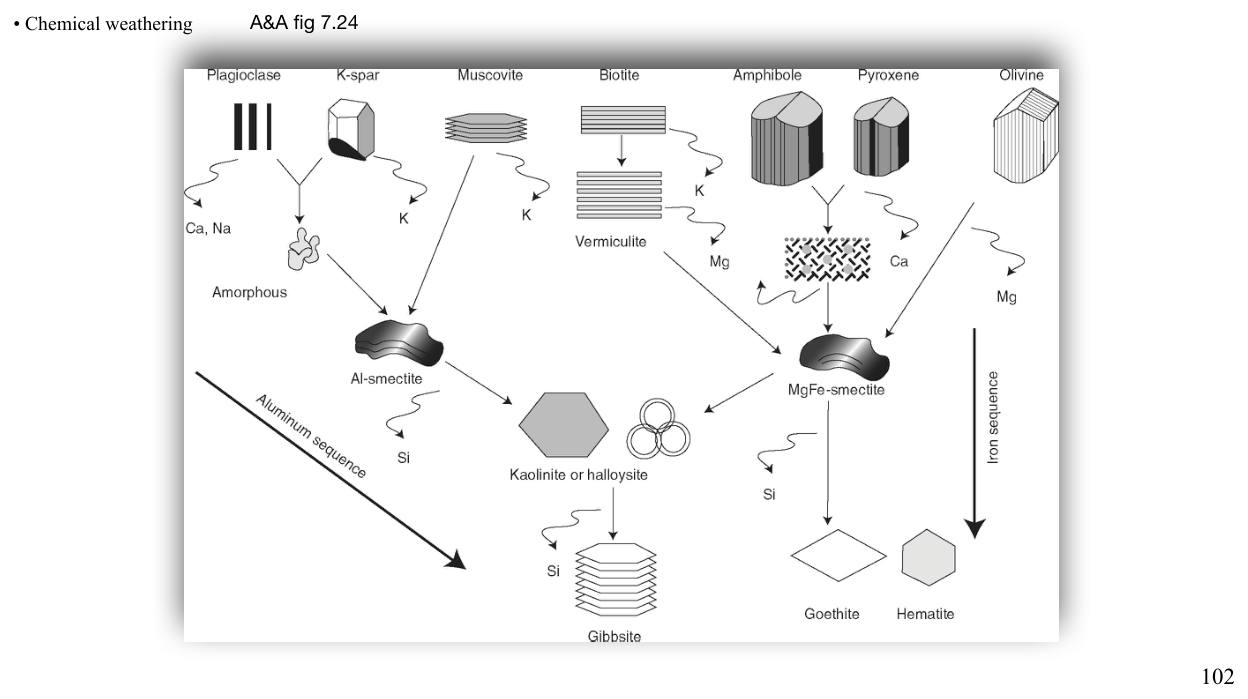 • Chemical weathering
A&A fig 7.24
Plagioclase
K-spar
Muscovite
Biotite
Amphibole
Pyroxene
Olivine
Ca, Na
K
K
K
Vermiculite
Mg
Ca
Mg
Amorphous
Al-smectite
MgFe-smectite
Aluminum sequence
Iron sequence
Si
Kaolinite or halloysite
Si
Si
Goethite
Hematite
Gibbsite
102